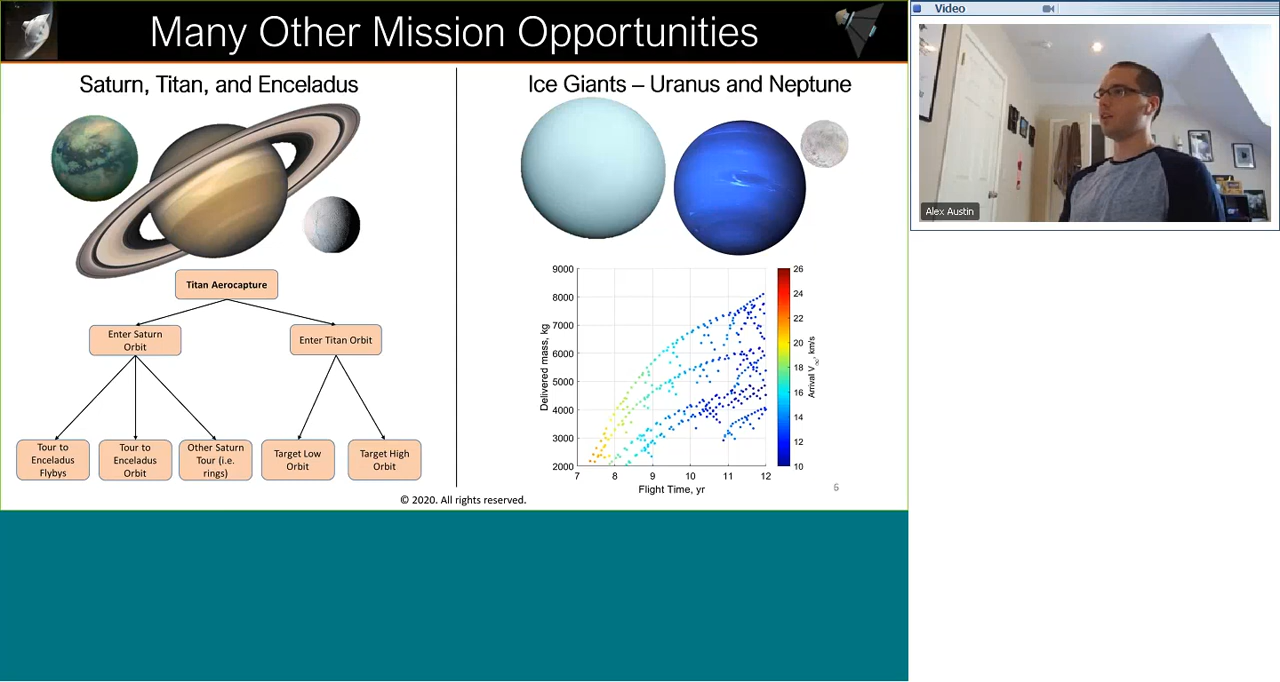 Many Other Mission Opportunities
Saturn, Titan, and Enceladus
Titan Aerocapture
Enter Saturn
Orbit
Enter Titan Orbit
Tour to
Enceladus
Flybys
Tour to
Enceladus
Orbit
Other Saturn
Tour (i.e.
rings)
Target Low
Orbit
Target High
Orbit
Ice Giants – Uranus and Neptune
Delivered mass, kg
9000
8000
7000
6000
5000
4000
3000
2000
7 8 9 10 11 12
Flight Time, yr
26
24
22
20
18
16
14
12
10
Arrival V∞, km/s
6
© 2020. All rights reserved.
Video
Alex Austin